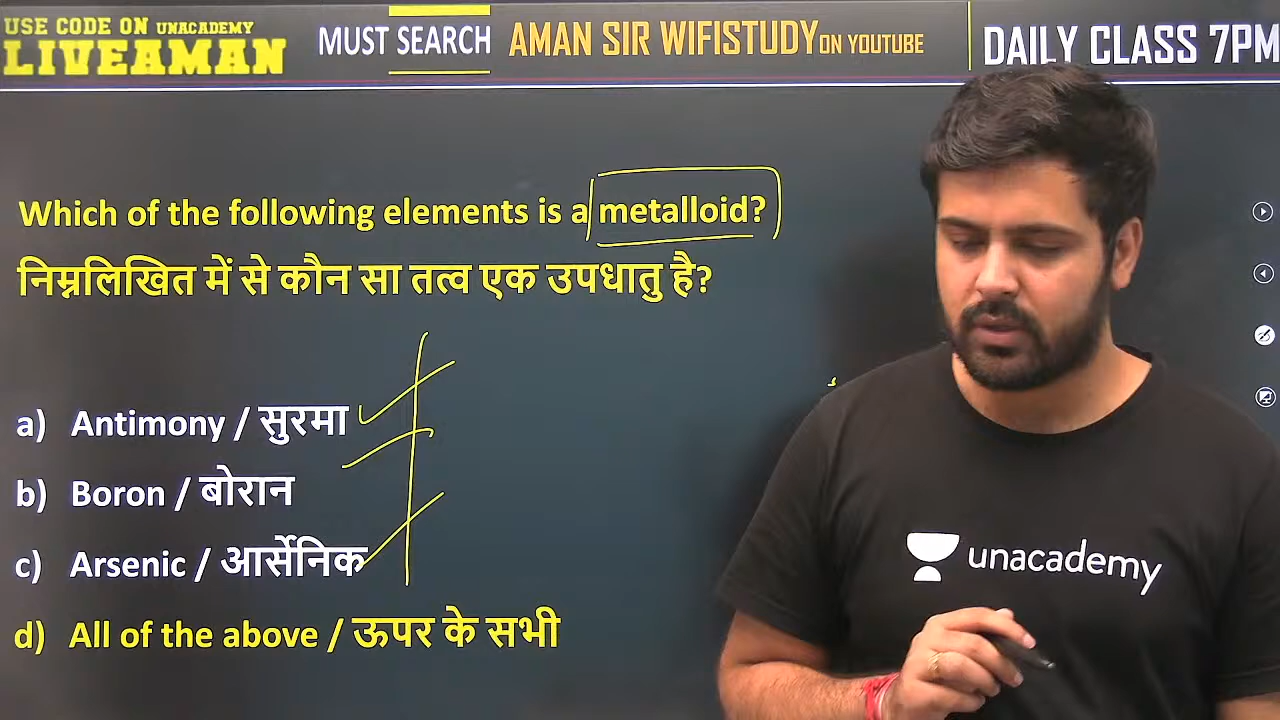 USE CODE ON UNACADEMY
LIVEAMAN
MUST SEARCH
AMAN SIR WIFISTUDY ON YOUTUBE
DAILY CLASS 7PM
Which of the following elements is a metalloid?
निम्नलिखित में से कौन सा तत्व एक उपधातु है?
a) Antimony / सुरमा
b) Boron / बोरान
c) Arsenic / आर्सेनिक
d) All of the above / ऊपर के सभी
unacademy